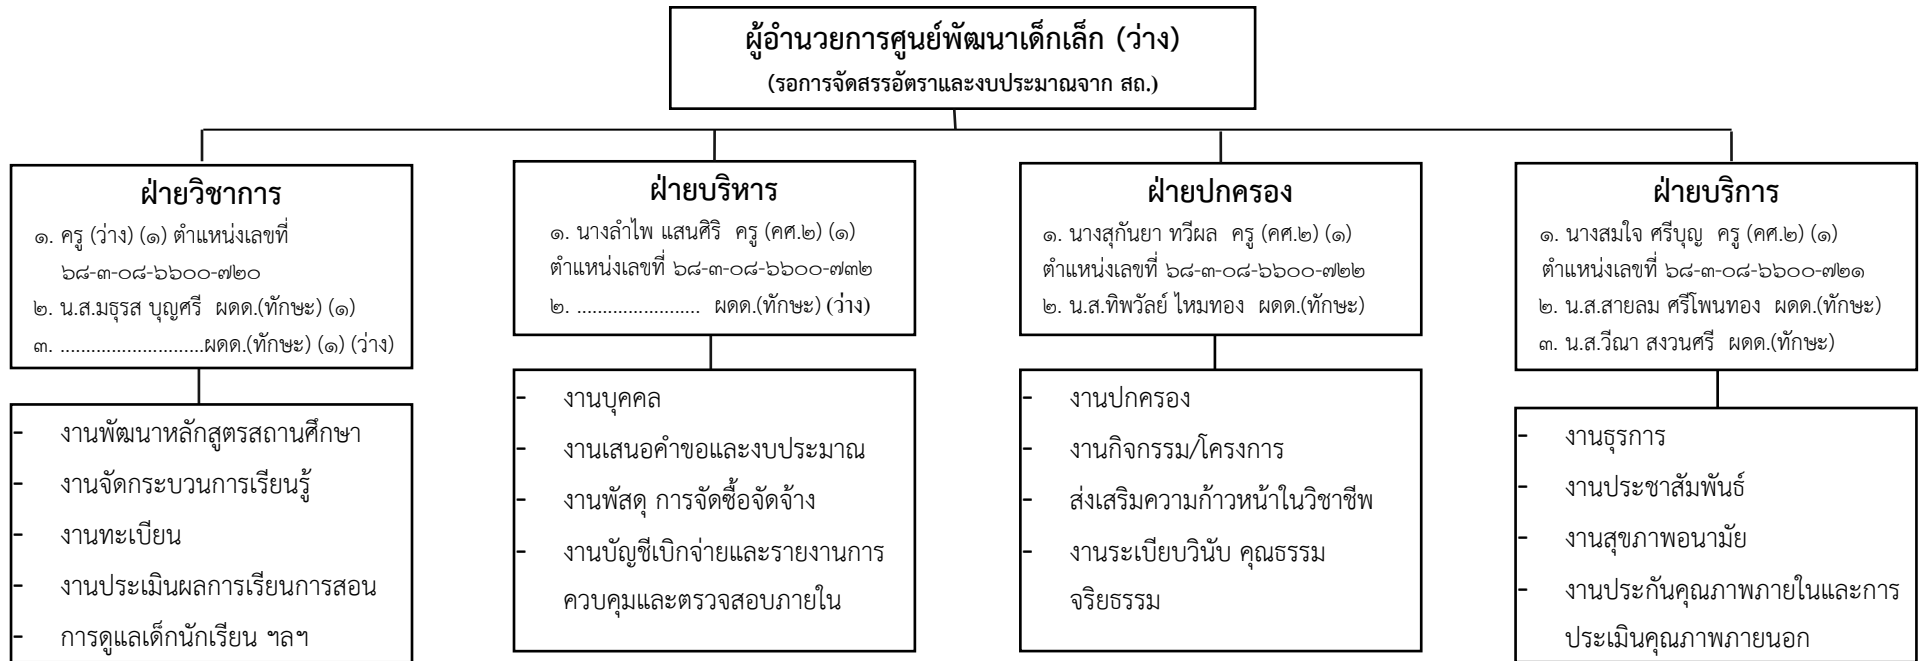 ผู้อำนวยการศูนย์พัฒนาเด็กเล็ก (ว่าง)
(รอการจัดสรรอัตราและงบประมาณจาก สถ.)
ฝ่ายวิชาการ
๑. ครู (ว่าง) (๑) ตำแหน่งเลขที่
๖๘-๓-๐๘-๖๖๐๐-๗๒๐
๒. น.ส.มธุรส บุญศรี ผดด.(ทักษะ) (๑)
๓. ............................ผดด.(ทักษะ) (๑) (ว่าง)
- งานพัฒนาหลักสูตรสถานศึกษา
- งานจัดกระบวนการเรียนรู้
- งานทะเบียน
- งานประเมินผลการเรียนการสอน
- การดูแลเด็กนักเรียน ฯลฯ
ฝ่ายบริหาร
๑. นางลำไพ แสนศิริ ครู (คศ.๒) (๑)
ตำแหน่งเลขที่ ๖๘-๓-๐๘-๖๖๐๐-๗๓๒
๒. ........................ ผดด.(ทักษะ) (ว่าง)
- งานบุคคล
- งานเสนอคำขอและงบประมาณ
- งานพัสดุ การจัดซื้อจัดจ้าง
- งานบัญชีเบิกจ่ายและรายงานการ
ควบคุมและตรวจสอบภายใน
ฝ่ายปกครอง
๑. นางสุกันยา ทวีผล ครู (คศ.๒) (๑)
ตำแหน่งเลขที่ ๖๘-๓-๐๘-๖๖๐๐-๗๒๒
๒. น.ส.ทิพวัลย์ ไหมทอง ผดด.(ทักษะ)
- งานปกครอง
- งานกิจกรรม/โครงการ
- ส่งเสริมความก้าวหน้าในวิชาชีพ
- งานระเบียบวินับ คุณธรรม
จริยธรรม
ฝ่ายบริการ
๑. นางสมใจ ศรีบุญ ครู (คศ.๒) (๑)
ตำแหน่งเลขที่ ๖๘-๓-๐๘-๖๖๐๐-๗๒๑
๒. น.ส.สายลม ศรีโพนทอง ผดด.(ทักษะ)
๓. น.ส.วีณา สงวนศรี ผดด.(ทักษะ)
- งานธุรการ
- งานประชาสัมพันธ์
- งานสุขภาพอนามัย
- งานประกันคุณภาพภายในและการ
ประเมินคุณภาพภายนอก